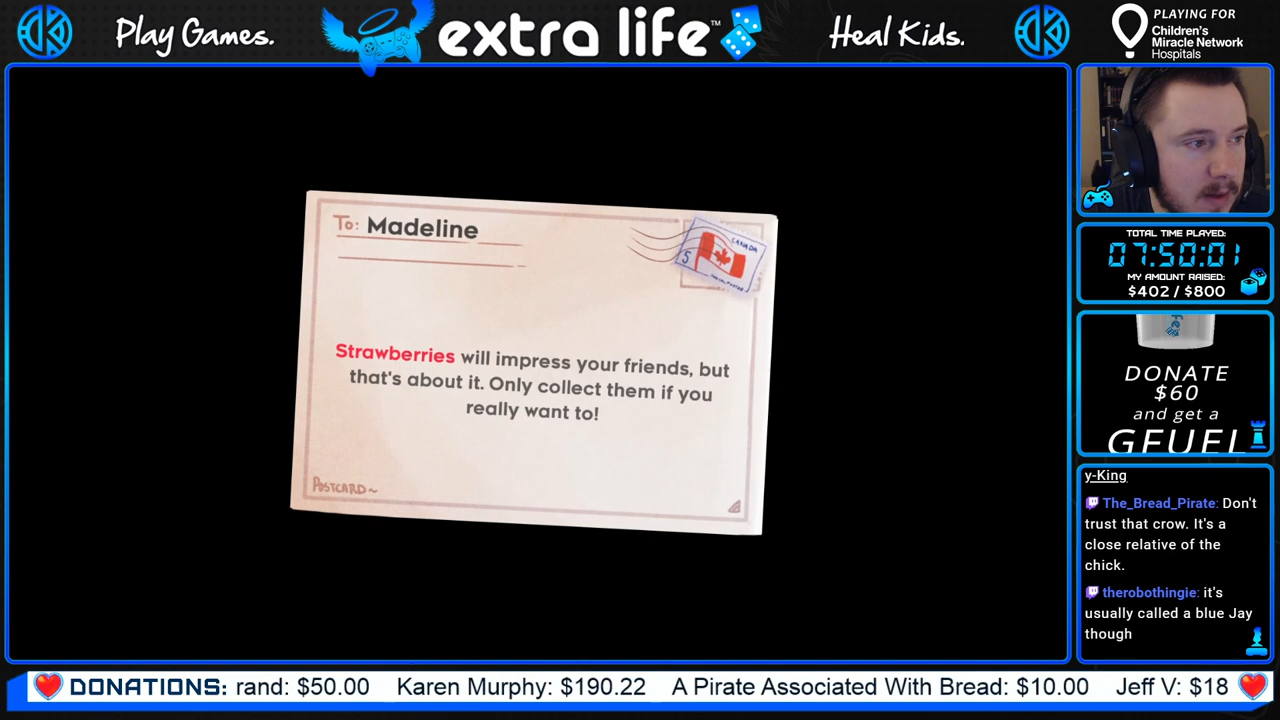 Play Games.
extra life™
Heal Kids.
PLAYING FOR
Children's
Miracle Network
Hospitals
To: Madeline
CANADA
5
Strawberries will impress your friends, but
that's about it. Only collect them if you
really want to!
POSTCARD~
TOTAL TIME PLAYED:
07:50:01
MY AMOUNT RAISED:
$402 / $800
DONATE
$60
and get a
GFUEL
y-King
The_Bread_Pirate: Don't
trust that crow. It's a
close relative of the
chick.
therobothingie: it's
usually called a blue Jay
though
DONATIONS: rand: $50.00 Karen Murphy: $190.22 A Pirate Associated With Bread: $10.00 Jeff V: $18